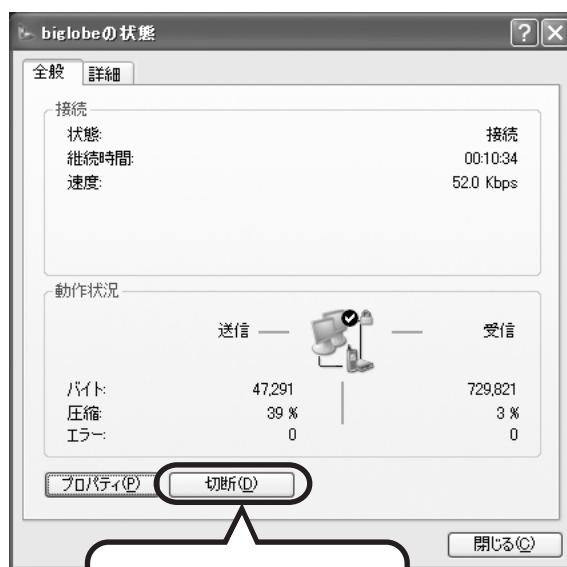 biglobeの状態
全般 詳細
接続
状態: 接続
継続時間: 00:10:34
速度: 52.0 Kbps
動作状況
送信 受信
バイト: 47,291 729,821
圧縮: 39 % 3 %
エラー: 0 0
プロパティ(P) 切断(D)
閉じる(C)